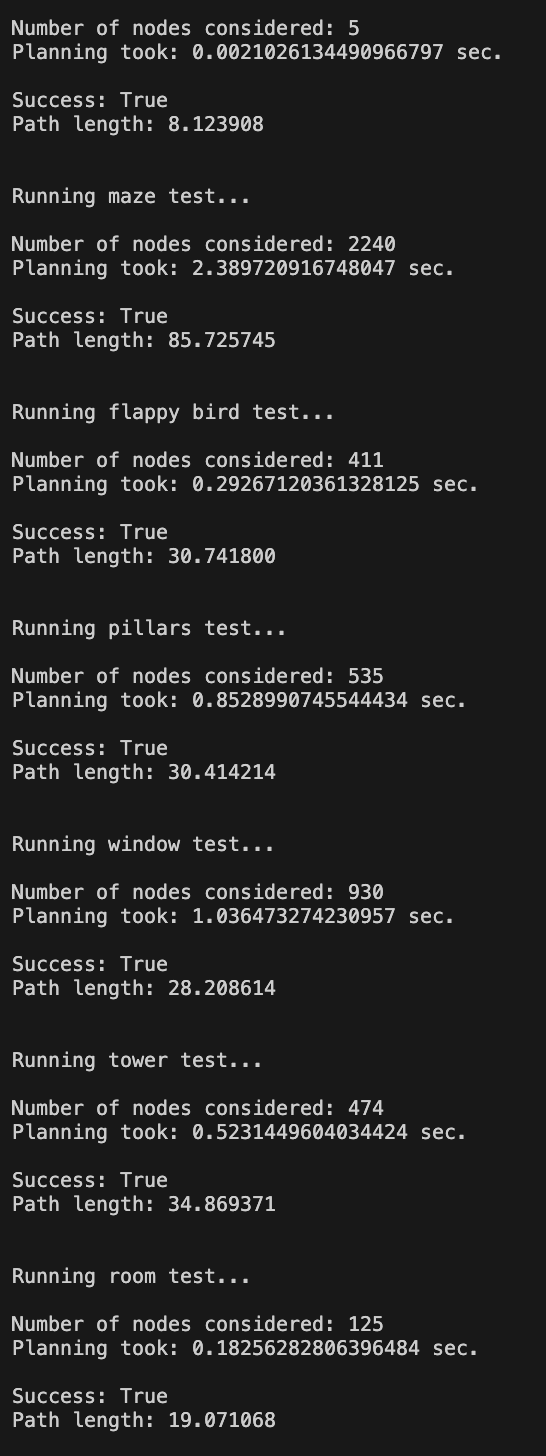 Number of nodes considered: 5
Planning took: 0.0021026134490966797 sec.
Success: True
Path length: 8.123908
Running maze test...
Number of nodes considered: 2240
Planning took: 2.389720916748047 sec.
Success: True
Path length: 85.725745
Running flappy bird test...
Number of nodes considered: 411
Planning took: 0.29267120361328125 sec.
Success: True
Path length: 30.741800
Running pillars test...
Number of nodes considered: 535
Planning took: 0.8528990745544434 sec.
Success: True
Path length: 30.414214
Running window test...
Number of nodes considered: 930
Planning took: 1.036473274230957 sec.
Success: True
Path length: 28.208614
Running tower test...
Number of nodes considered: 474
Planning took: 0.5231449604034424 sec.
Success: True
Path length: 34.869371
Running room test...
Number of nodes considered: 125
Planning took: 0.18256282806396484 sec.
Success: True
Path length: 19.071068